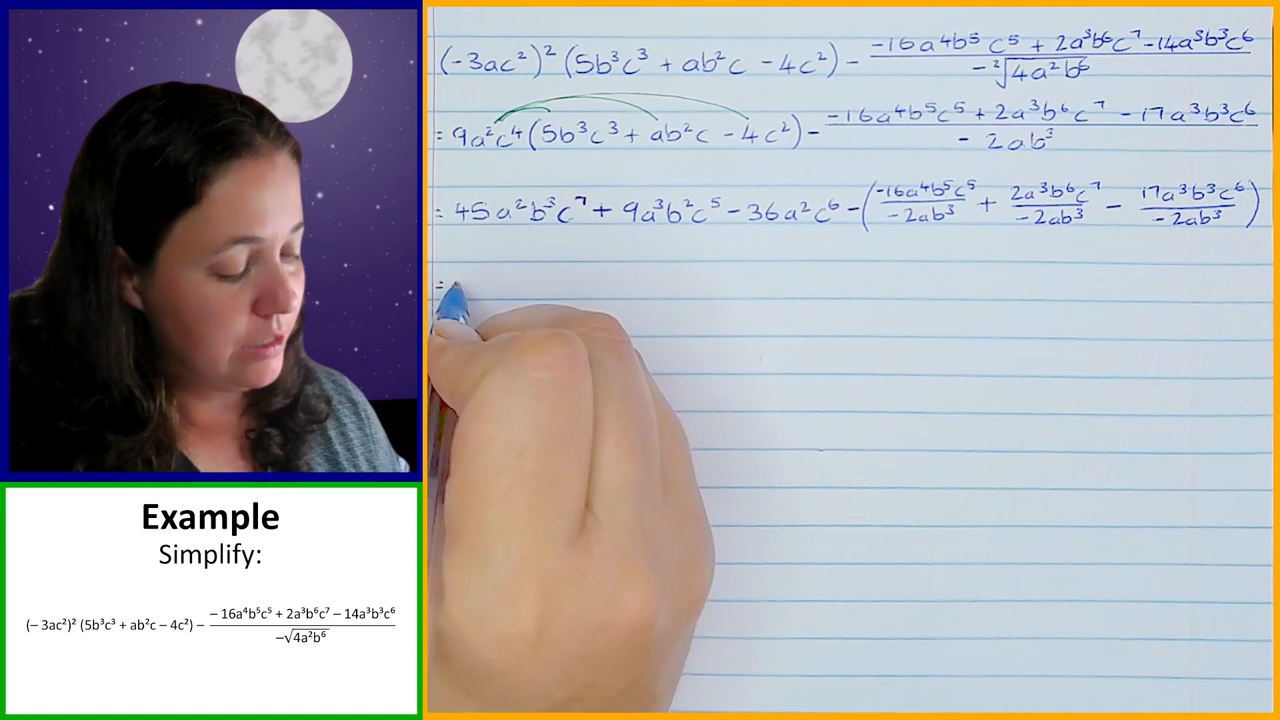 (-3ac²)² (5b³c³ + ab²c - 4c²) - (-16a⁴b⁵c⁵ + 2a³b⁶c⁷ - 14a³b³c⁶)/(-²√4a²b⁶)
= 9a²c⁴(5b³c³ + ab²c - 4c²) - (-16a⁴b⁵c⁵ + 2a³b⁶c⁷ - 17a³b³c⁶)/(-2ab³)
= 45a²b³c⁷ + 9a³b²c⁵ - 36a²c⁶ - (-16a⁴b⁵c⁵/-2ab³ + 2a³b⁶c⁷/-2ab³ - 17a³b³c⁶/-2ab³)
=
Example
Simplify:
(– 3ac²)² (5b³c³ + ab²c – 4c²) – (– 16a⁴b⁵c⁵ + 2a³b⁶c⁷ – 14a³b³c⁶)/(–√4a²b⁶)